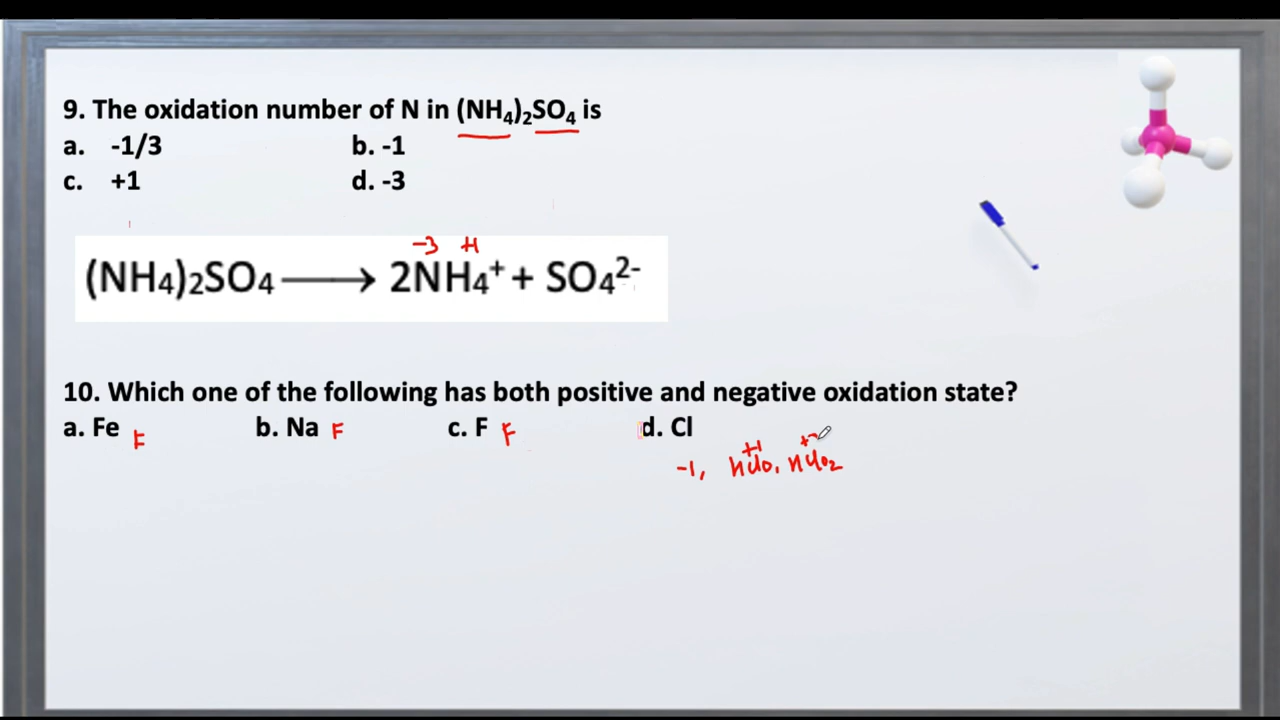 9. The oxidation number of N in (NH₄)₂SO₄ is
a. -1/3 b. -1
c. +1 d. -3
-3 +1
(NH4)2SO4 ⟶ 2NH4⁺ + SO4²⁻
10. Which one of the following has both positive and negative oxidation state?
a. Fe F b. Na F c. F F d. Cl
+1 +
-1, HClO, HClO2